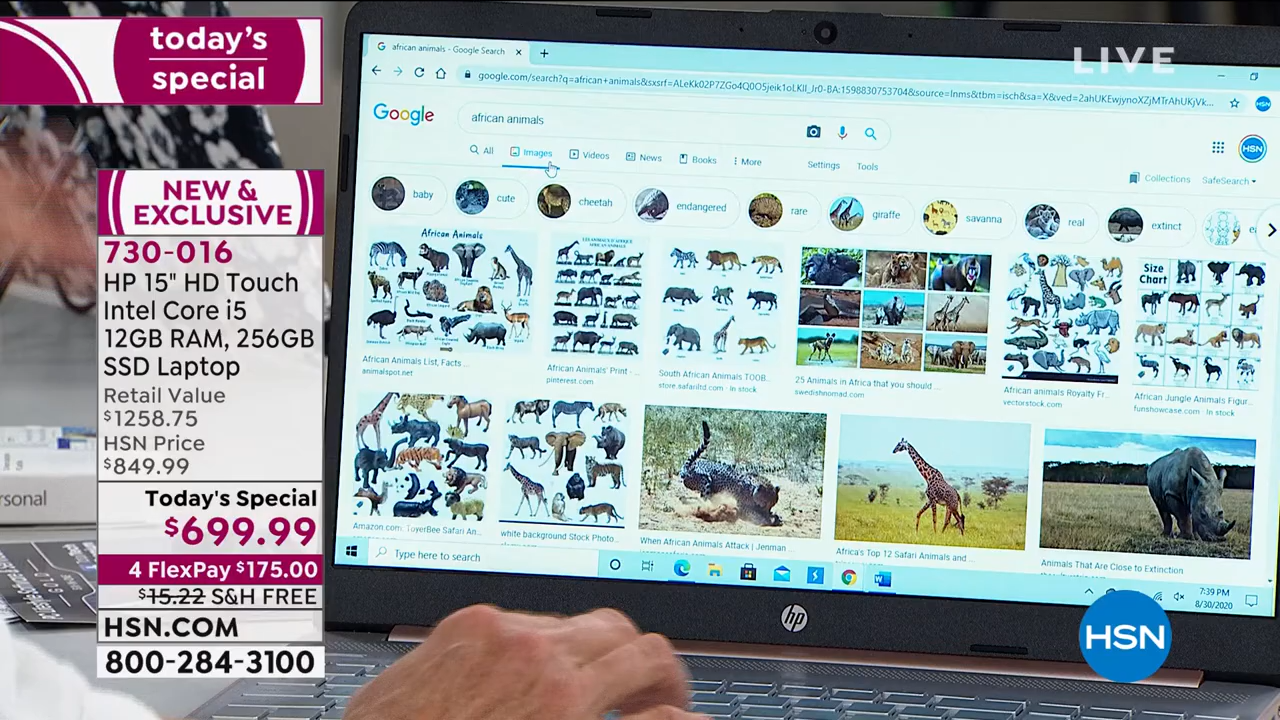 today's
special
NEW &
EXCLUSIVE
730-016
HP 15" HD Touch
Intel Core i5
12GB RAM, 256GB
SSD Laptop
Retail Value
$1258.75
HSN Price
$849.99
Today's Special
$699.99
4 FlexPay $175.00
$15.22 S&H FREE
HSN.COM
800-284-3100
LIVE
african animals - Google Search
Google
african animals
All Images Videos News Books More Settings Tools
HSN
Collections SafeSearch
baby cute cheetah endangered rare giraffe savanna real extinct
African Animals
Size
Chart
African Animals List, Facts ...
animalspot.net
African Animals' Print -
pinterest.com
South African Animals TOOB...
store.safariltd.com - In stock
25 Animals in Africa that you should ...
swedishnomad.com
African animals Royalty Fr...
vectorstock.com
African Jungle Animals Figur...
funshowcase.com - In stock
Amazon.com: ToyerBee Safari An...
white background Stock Photo...
When African Animals Attack | Jenman ...
Africa's Top 12 Safari Animals and ...
Animals That Are Close to Extinction
Type here to search
7:39 PM
8/30/2020
hp
HSN
ersonal